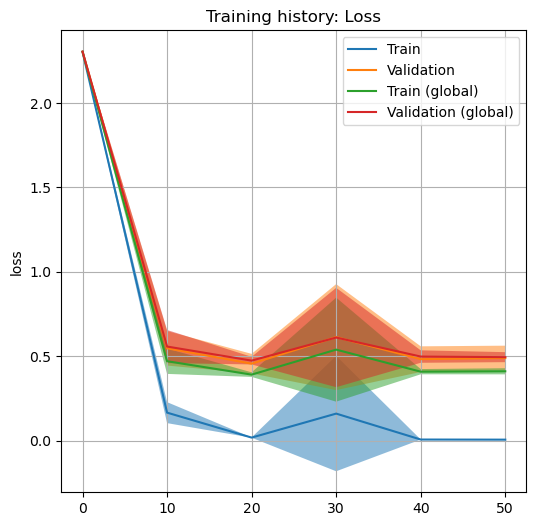 Training history: Loss
Train
Validation
Train (global)
Validation (global)
loss
2.0
1.5
1.0
0.5
0.0
0 10 20 30 40 50